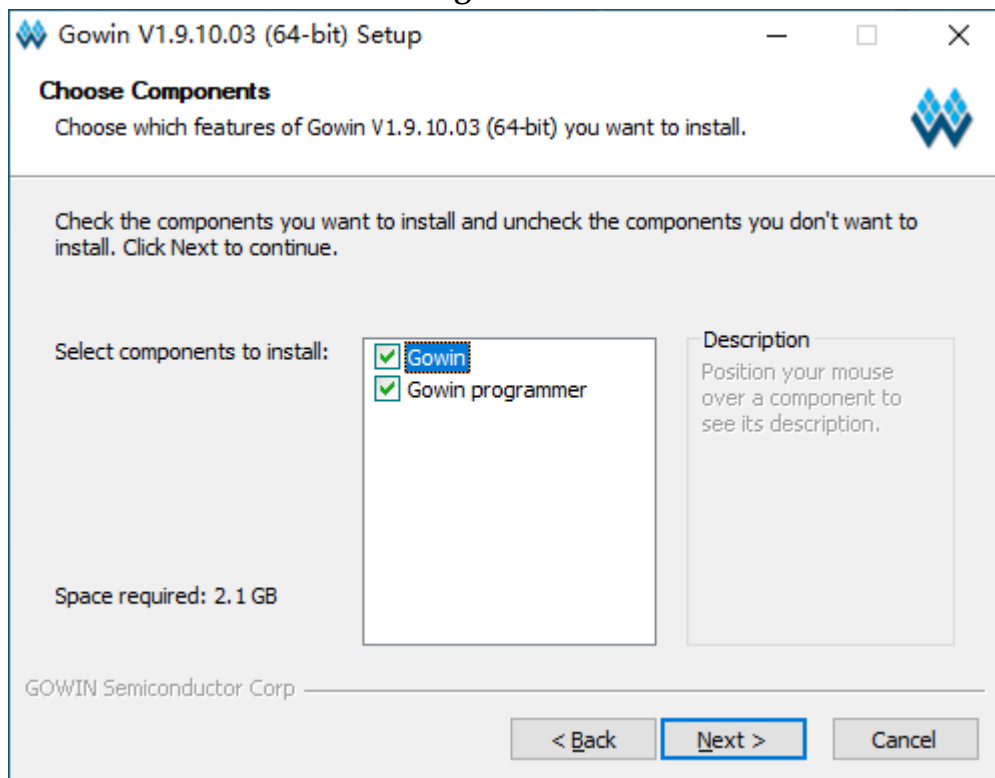 Gowin V1.9.10.03 (64-bit) Setup
Choose Components
Choose which features of Gowin V1.9.10.03 (64-bit) you want to install.
Check the components you want to install and uncheck the components you don't want to
install. Click Next to continue.
Select components to install:
Gowin
Gowin programmer
Description
Position your mouse
over a component to
see its description.
Space required: 2.1 GB
GOWIN Semiconductor Corp
< Back
Next >
Cancel